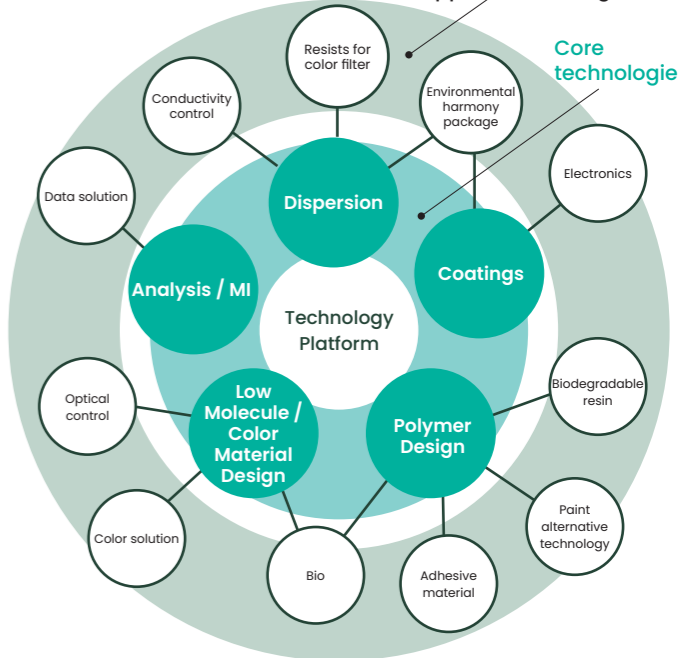 Resists for
color filter
Core
technologie
Conductivity
control
Environmental
harmony
package
Electronics
Data solution
Dispersion
Coatings
Analysis / MI
Technology
Platform
Optical
control
Low
Molecule /
Color
Material
Design
Polymer
Design
Biodegradable
resin
Color solution
Bio
Adhesive
material
Paint
alternative
technology